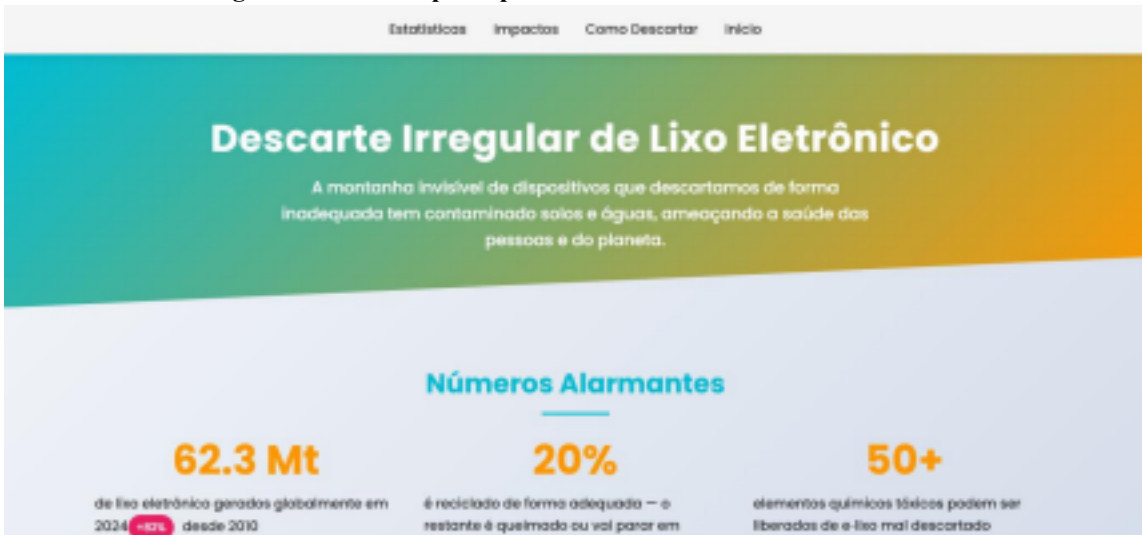 Estatísticas Impactos Como Descartar Início
Descarte Irregular de Lixo Eletrônico
A montanha invisível de dispositivos que descartamos de forma
inadequada tem contaminado solos e águas, ameaçando a saúde das
pessoas e do planeta.
Números Alarmantes
62.3 Mt
de lixo eletrônico gerados globalmente em
2024 +82% desde 2010
20%
é reciclado de forma adequada — o
restante é queimado ou vai parar em
50+
elementos químicos tóxicos podem ser
liberados de e-lixo mal descartado